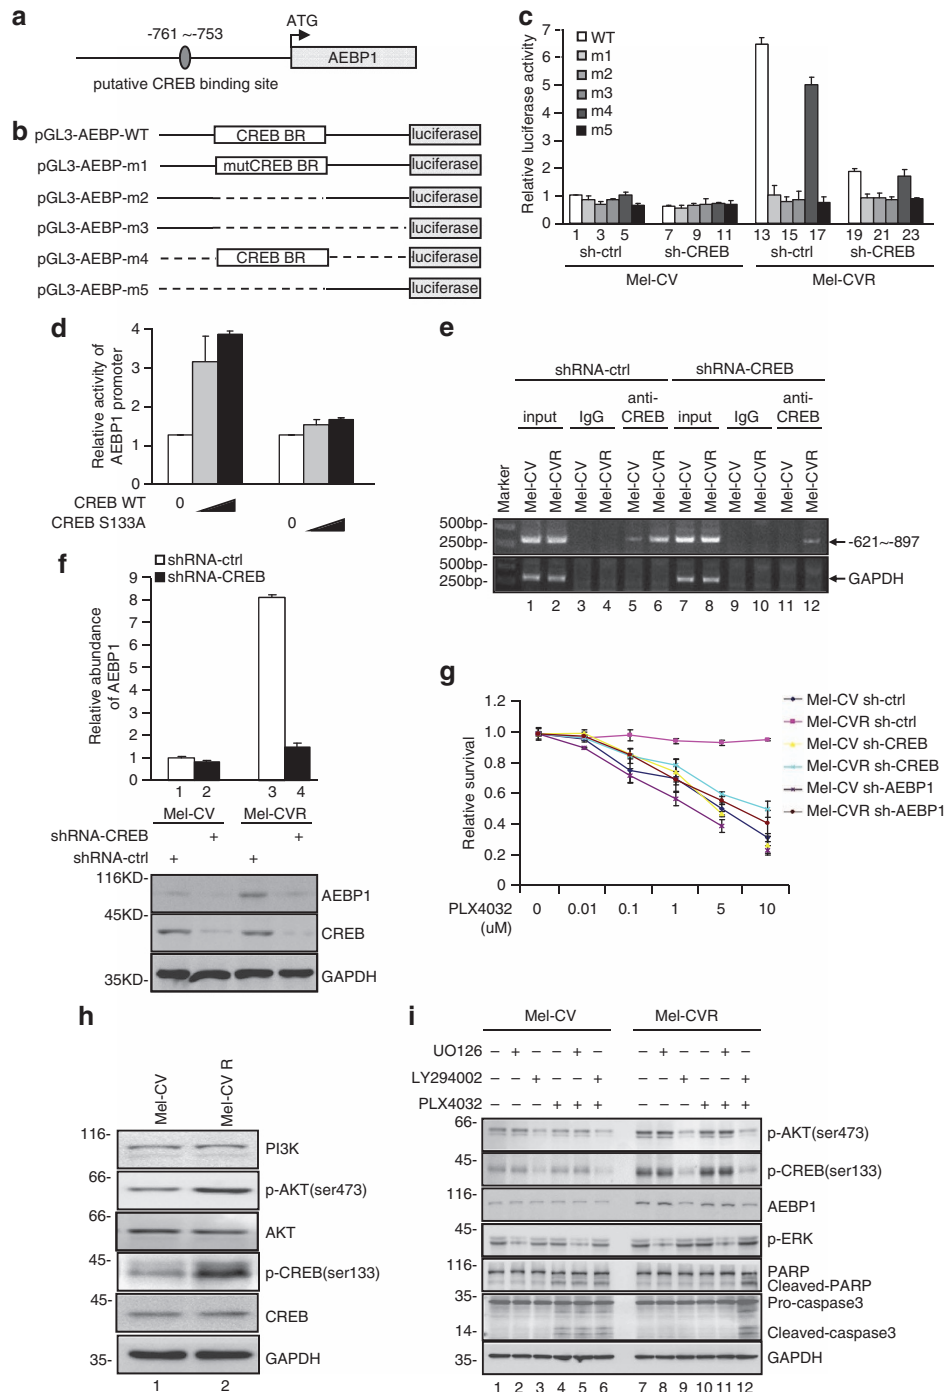 a
-761 ~-753
ATG
AEBP1
putative CREB binding site
b
pGL3-AEBP-WT CREB BR luciferase
pGL3-AEBP-m1 mutCREB BR luciferase
pGL3-AEBP-m2 luciferase
pGL3-AEBP-m3 luciferase
pGL3-AEBP-m4 CREB BR luciferase
pGL3-AEBP-m5 luciferase
c
Relative luciferase activity
7
6
5
4
3
2
1
0
WT
m1
m2
m3
m4
m5
1 3 5 7 9 11 13 15 17 19 21 23
sh-ctrl sh-CREB sh-ctrl sh-CREB
Mel-CV Mel-CVR
d
Relative activity of
AEBP1 promoter
4
3
2
1
0
CREB WT 0
CREB S133A 0
e
shRNA-ctrl shRNA-CREB
input IgG anti-CREB input IgG anti-CREB
Marker Mel-CV Mel-CVR Mel-CV Mel-CVR Mel-CV Mel-CVR Mel-CV Mel-CVR Mel-CV Mel-CVR Mel-CV Mel-CVR
500bp-
250bp- -621~-897
500bp-
250bp- GAPDH
1 2 3 4 5 6 7 8 9 10 11 12
f
shRNA-ctrl
shRNA-CREB
Relative abundance
of AEBP1
9
8
7
6
5
4
3
2
1
0
1 2 3 4
Mel-CV Mel-CVR
shRNA-CREB + +
shRNA-ctrl + +
116KD- AEBP1
45KD- CREB
35KD- GAPDH
g
Relative survival
1.2
1.0
0.8
0.6
0.4
0.2
0
PLX4032
(uM)
0 0.01 0.1 1 5 10
Mel-CV sh-ctrl
Mel-CVR sh-ctrl
Mel-CV sh-CREB
Mel-CVR sh-CREB
Mel-CV sh-AEBP1
Mel-CVR sh-AEBP1
h
Mel-CV Mel-CV R
116- PI3K
66- p-AKT(ser473)
66- AKT
45- p-CREB(ser133)
45- CREB
35- GAPDH
1 2
i
Mel-CV Mel-CVR
UO126 – + – – + – – + – – + –
LY294002 – – + – – + – – + – – +
PLX4032 – – – + + + – – – + + +
66- p-AKT(ser473)
45- p-CREB(ser133)
116- AEBP1
45- p-ERK
116- PARP
Cleaved-PARP
35- Pro-caspase3
14- Cleaved-caspase3
35- GAPDH
1 2 3 4 5 6 7 8 9 10 11 12